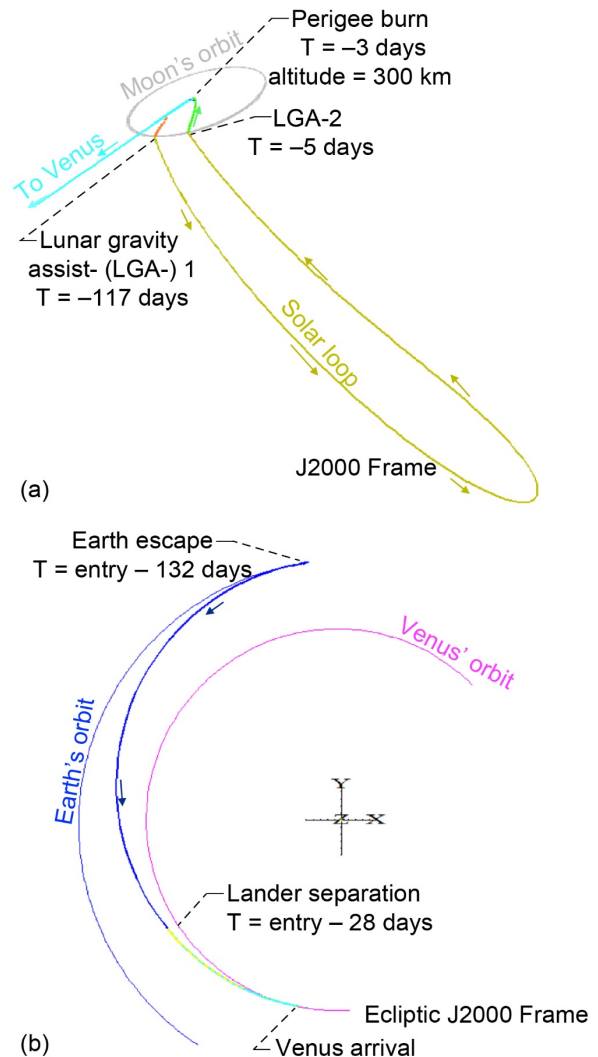 Perigee burn
T = –3 days
altitude = 300 km
Moon's orbit
LGA-2
T = –5 days
To Venus
Lunar gravity
assist- (LGA-) 1
T = –117 days
Solar loop
J2000 Frame
(a)
Earth escape
T = entry – 132 days
Venus' orbit
Earth's orbit
Y
Z X
Lander separation
T = entry – 28 days
Ecliptic J2000 Frame
(b)
Venus arrival